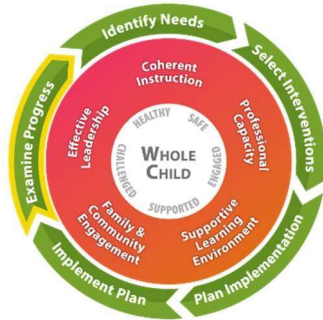 Identify Needs
Select Interventions
Plan Implementation
Implement Plan
Examine Progress
Coherent
Instruction
Professional
Capacity
Supportive
Learning
Environment
Family &
Community
Engagement
Effective
Leadership
HEALTHY
SAFE
ENGAGED
SUPPORTED
CHALLENGED
WHOLE
CHILD